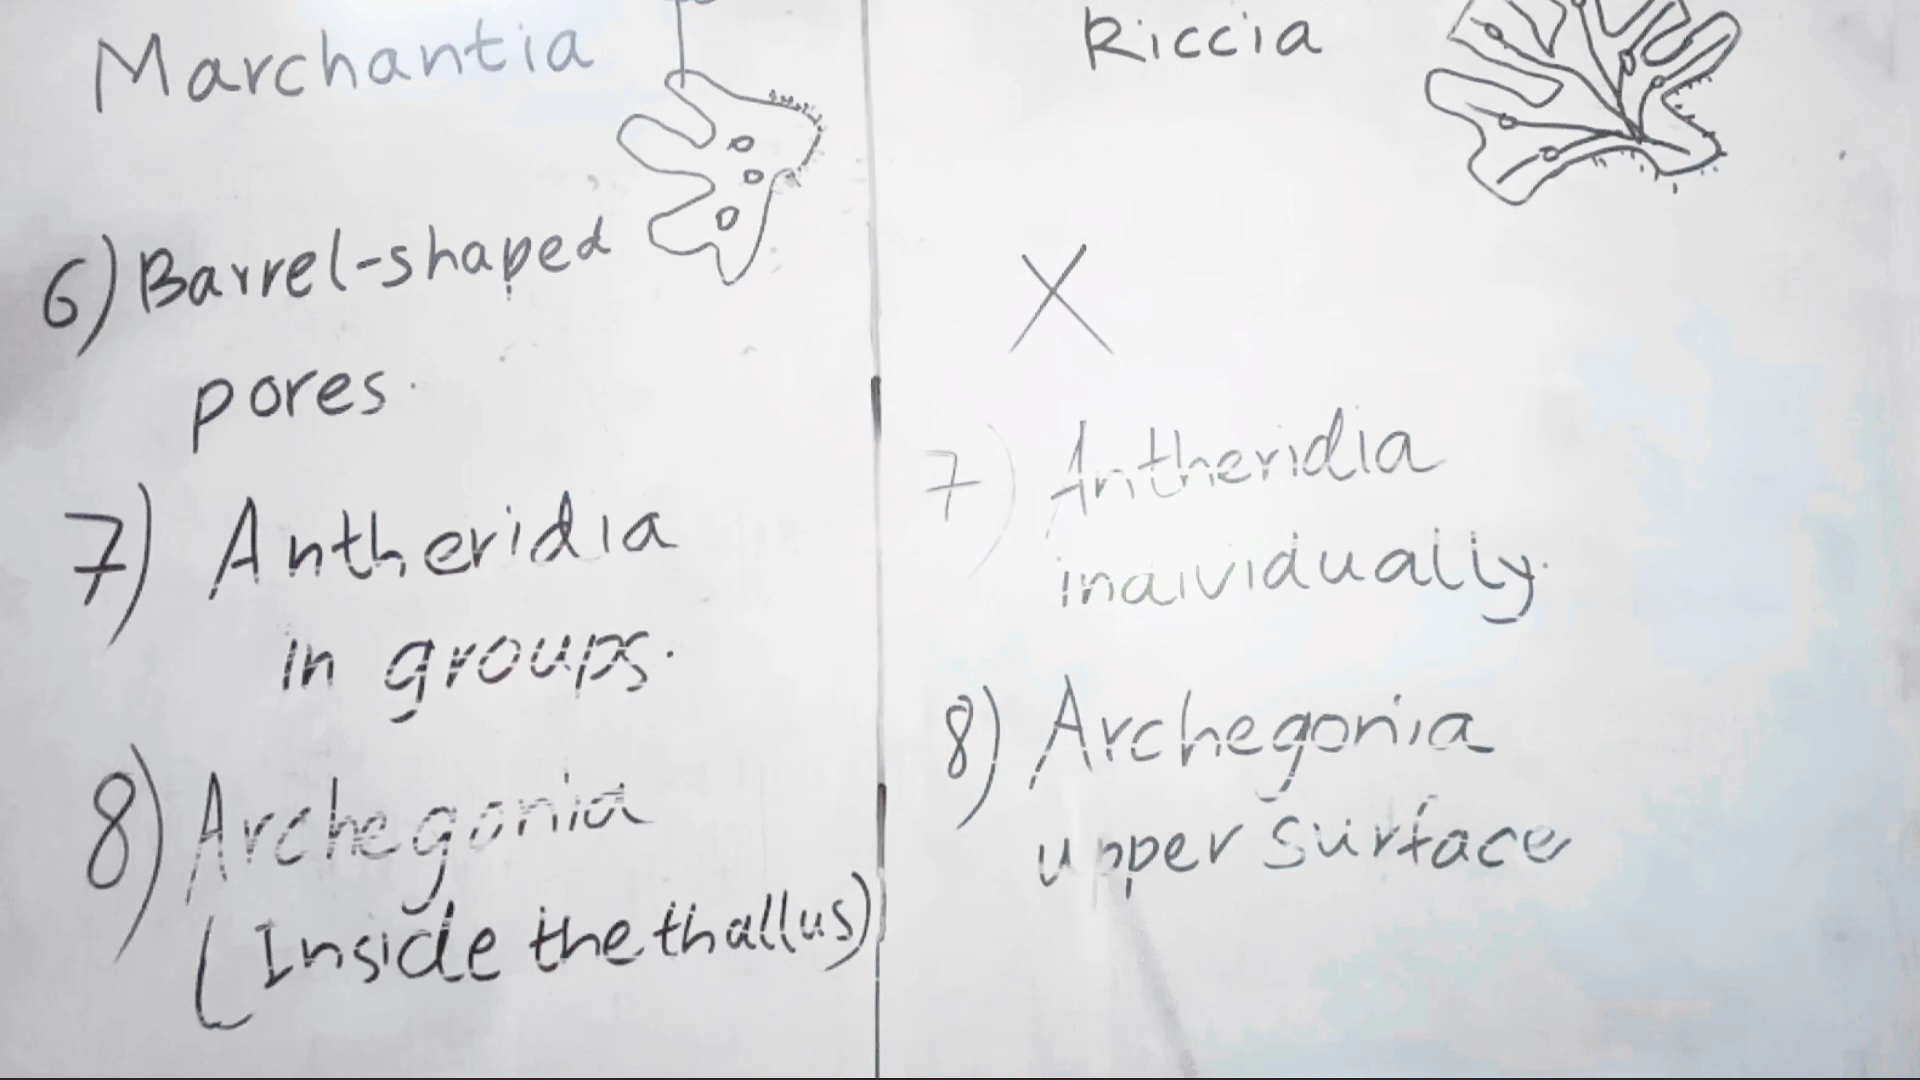 Marchantia
6) Barrel-shaped
pores.
7) Antheridia
in groups.
8) Archegonia
(Inside the thallus)
Riccia
X
7) Antheridia
individually.
8) Archegonia
upper surface